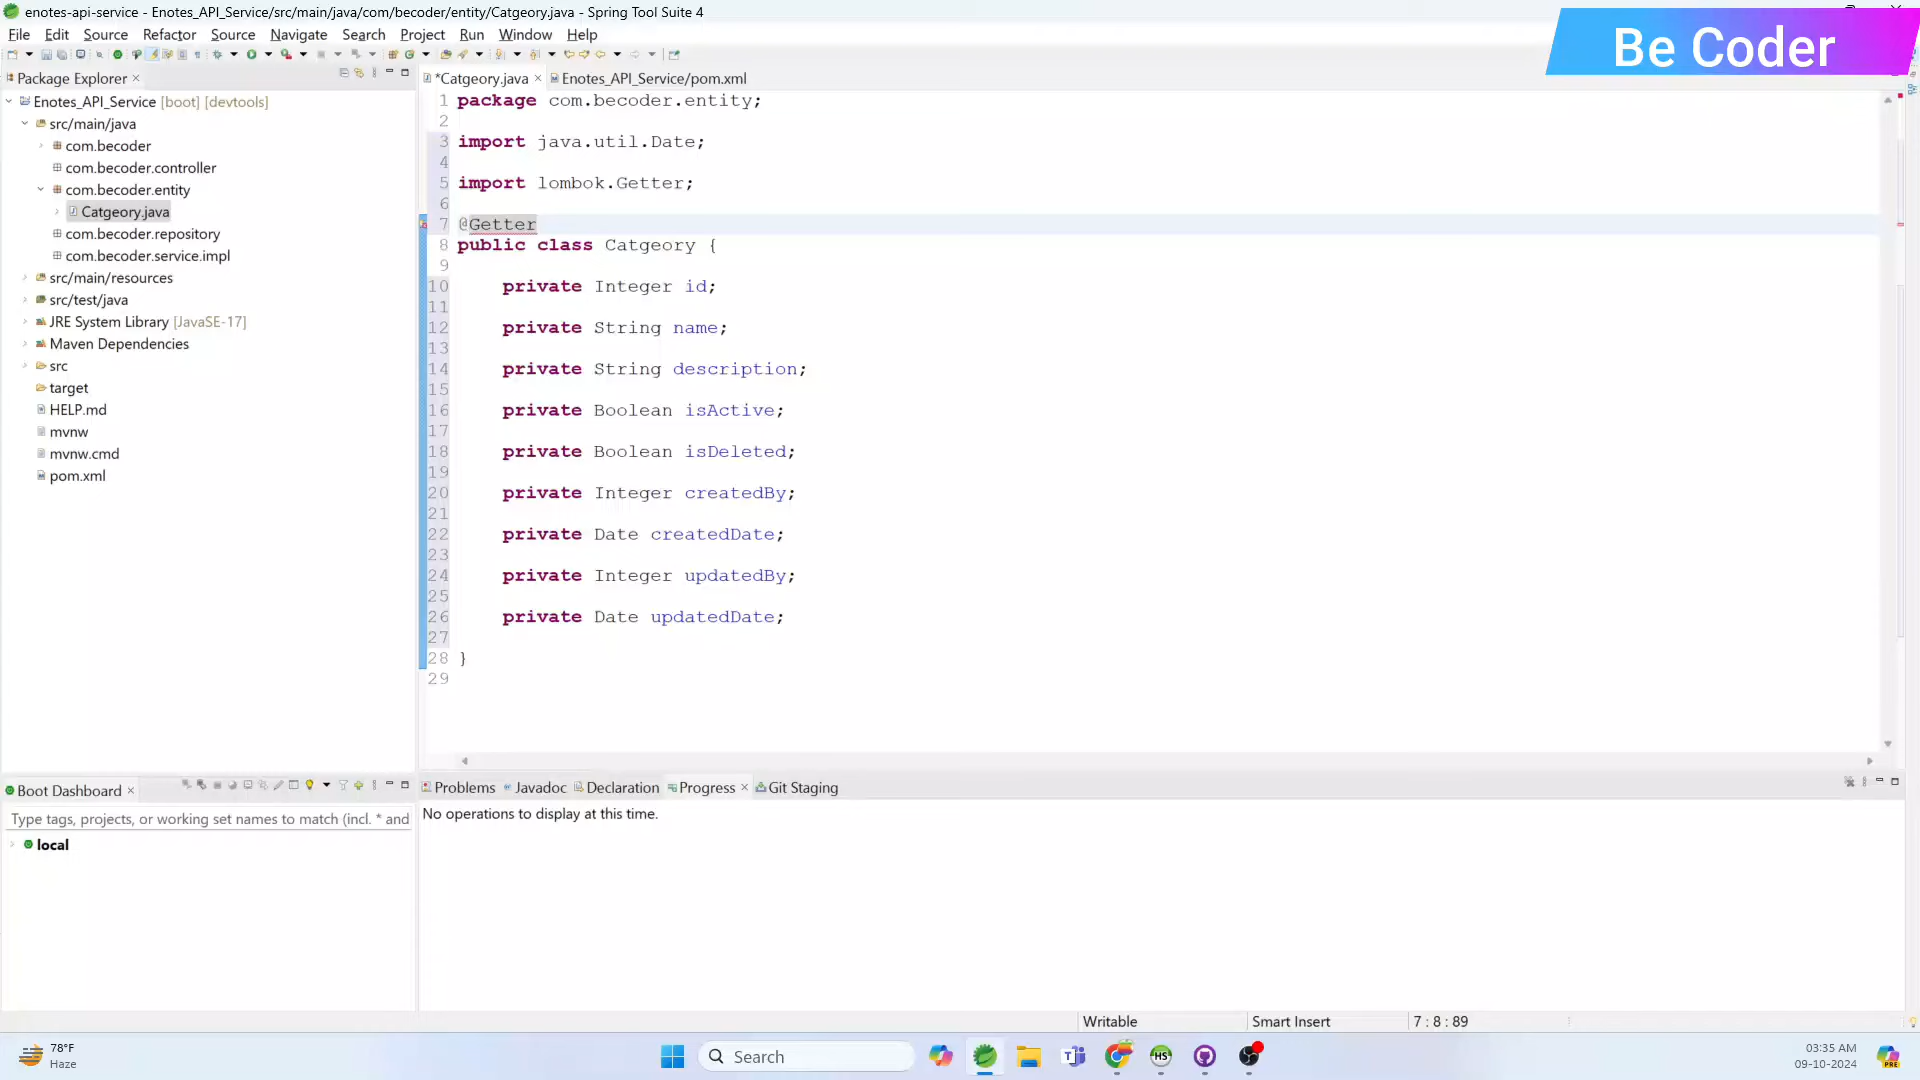 enotes-api-service - Enotes_API_Service/src/main/java/com/becoder/entity/Catgeory.java - Spring Tool Suite 4
File Edit Source Refactor Source Navigate Search Project Run Window Help
Be Coder
Package Explorer
*Catgeory.java
Enotes_API_Service/pom.xml
Enotes_API_Service [boot] [devtools]
src/main/java
com.becoder
com.becoder.controller
com.becoder.entity
Catgeory.java
com.becoder.repository
com.becoder.service.impl
src/main/resources
src/test/java
JRE System Library [JavaSE-17]
Maven Dependencies
src
target
HELP.md
mvnw
mvnw.cmd
pom.xml
1 package com.becoder.entity;
2
3 import java.util.Date;
4
5 import lombok.Getter;
6
7 @Getter
8 public class Catgeory {
9
10 private Integer id;
11
12 private String name;
13
14 private String description;
15
16 private Boolean isActive;
17
18 private Boolean isDeleted;
19
20 private Integer createdBy;
21
22 private Date createdDate;
23
24 private Integer updatedBy;
25
26 private Date updatedDate;
27
28 }
29
Boot Dashboard
Type tags, projects, or working set names to match (incl. * and
local
Problems Javadoc Declaration Progress Git Staging
No operations to display at this time.
Writable Smart Insert 7 : 8 : 89
78°F
Haze
Search
03:35 AM
09-10-2024